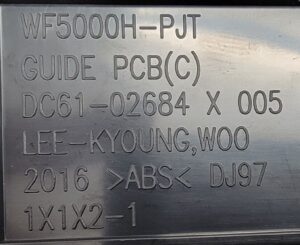 WF5000H-PJT
GUIDE PCB(C)
DC61-02684 X 005
LEE-KYOUNG,WOO
2016 >ABS< DJ97
1X1X2-1